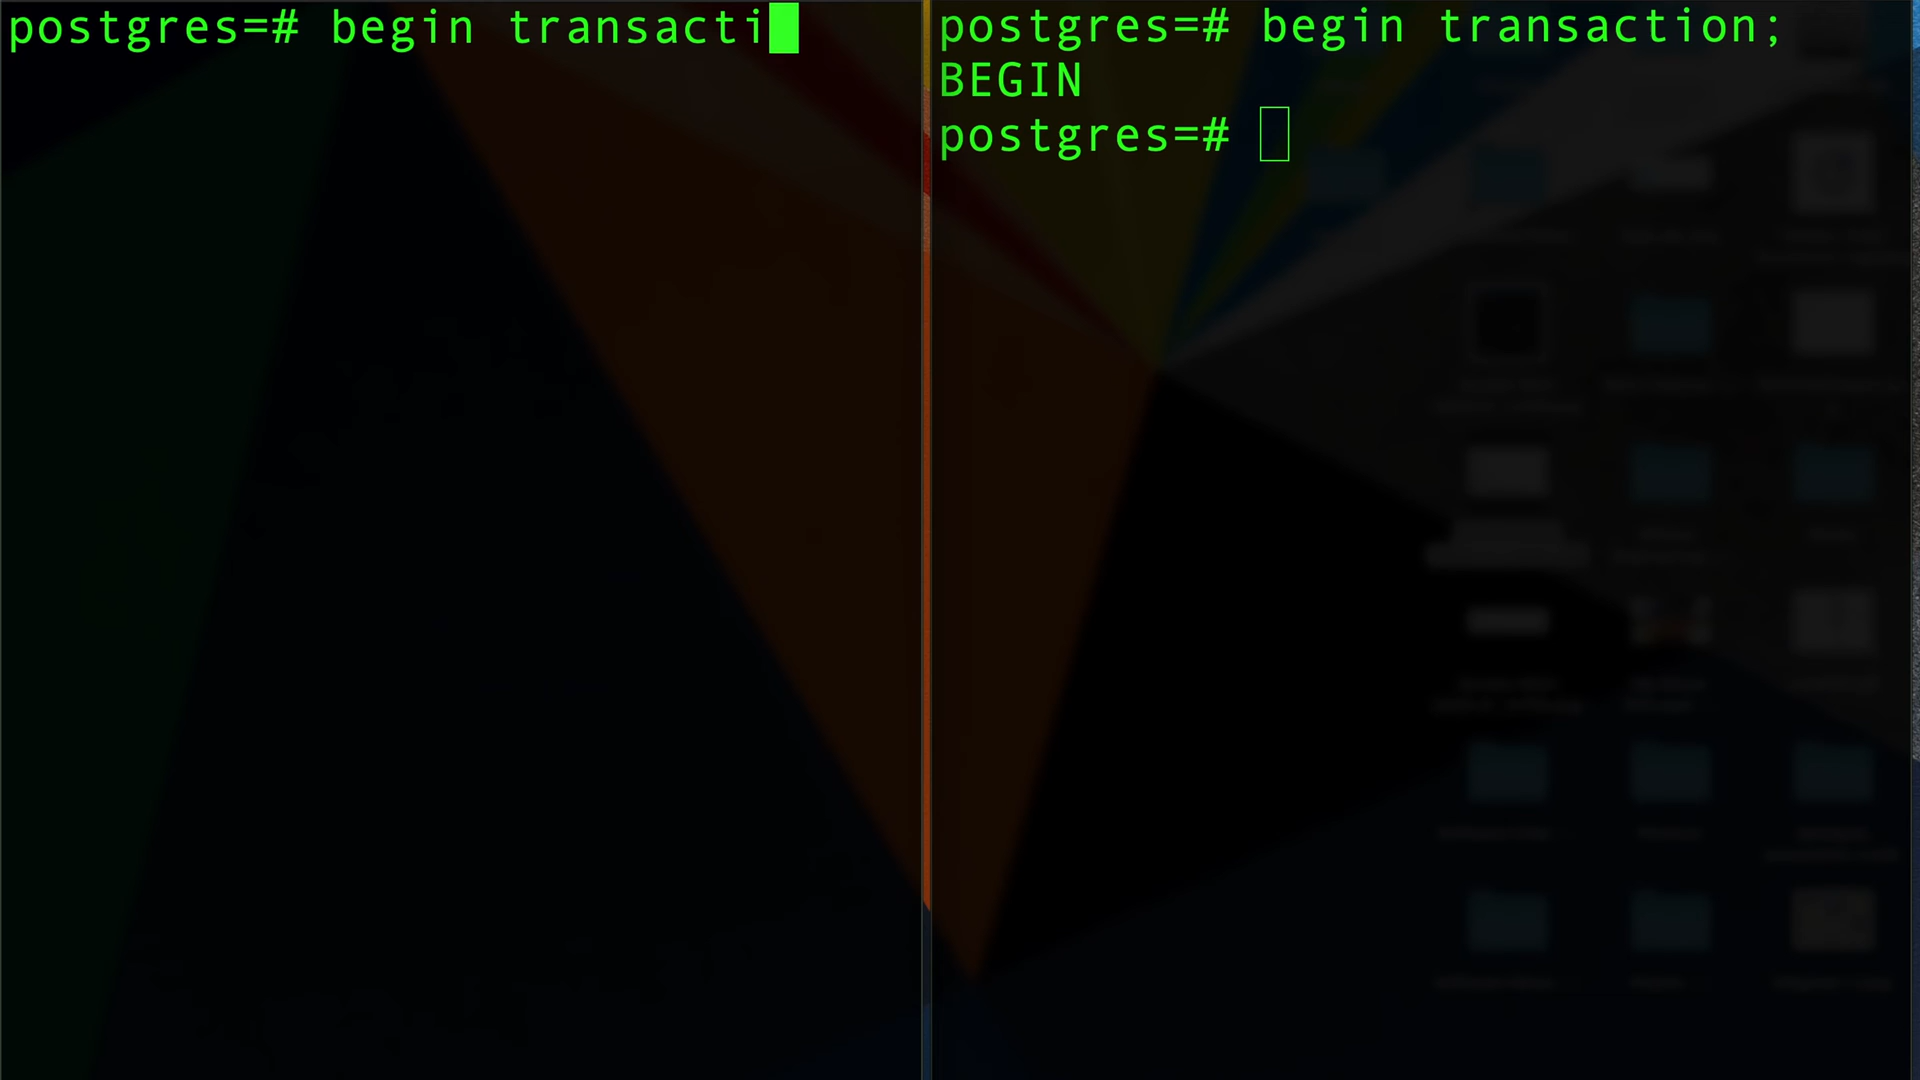 postgres=# begin transacti
postgres=# begin transaction;
BEGIN
postgres=#